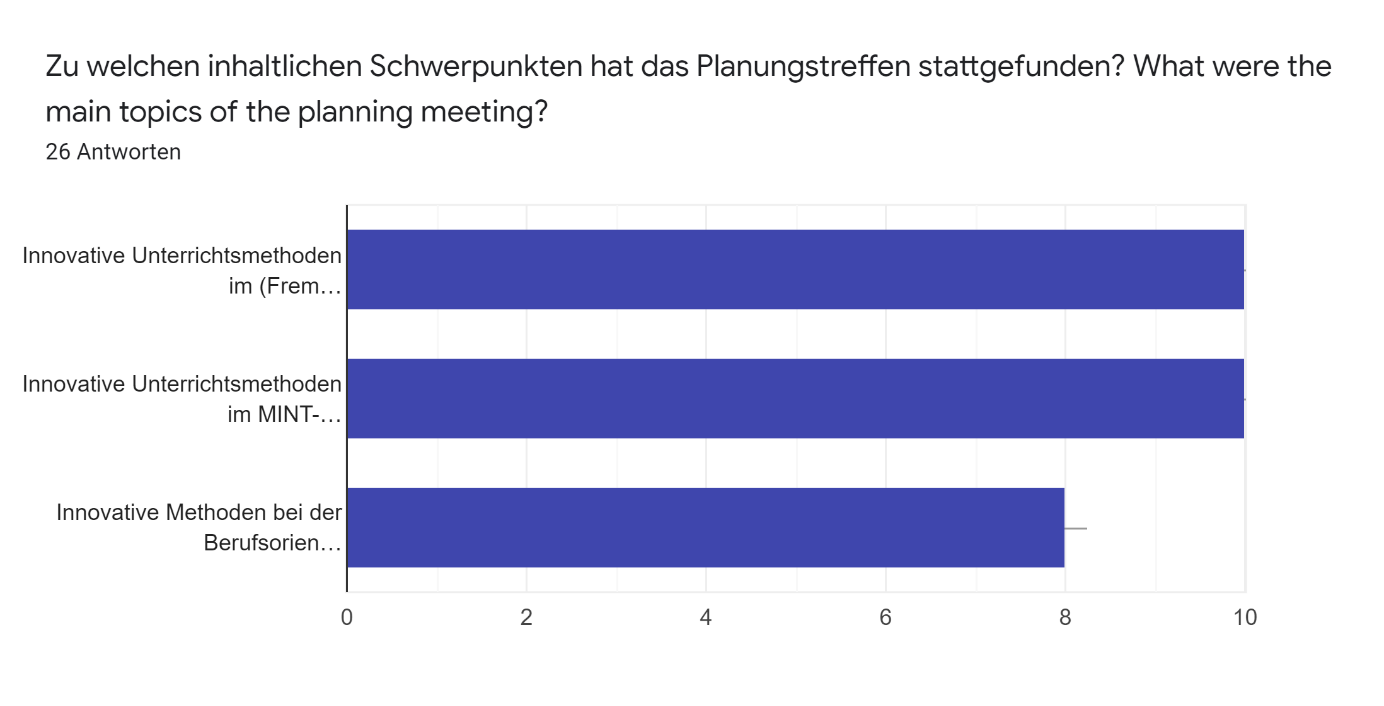 Zu welchen inhaltlichen Schwerpunkten hat das Planungstreffen stattgefunden? What were the
main topics of the planning meeting?
26 Antworten
Innovative Unterrichtsmethoden
im (Frem…
Innovative Unterrichtsmethoden
im MINT-…
Innovative Methoden bei der
Berufsorien…
0 2 4 6 8 10